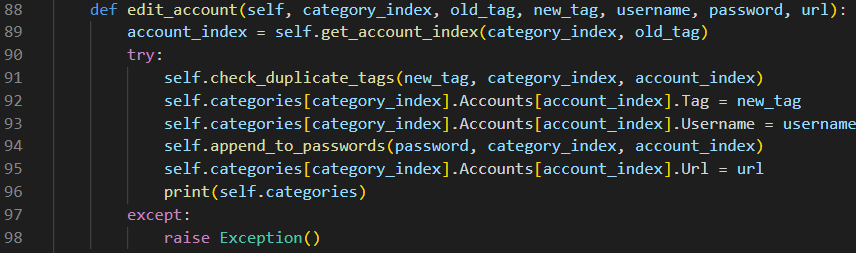 88 def edit_account(self, category_index, old_tag, new_tag, username, password, url):
89 account_index = self.get_account_index(category_index, old_tag)
90 try:
91 self.check_duplicate_tags(new_tag, category_index, account_index)
92 self.categories[category_index].Accounts[account_index].Tag = new_tag
93 self.categories[category_index].Accounts[account_index].Username = username
94 self.append_to_passwords(password, category_index, account_index)
95 self.categories[category_index].Accounts[account_index].Url = url
96 print(self.categories)
97 except:
98 raise Exception()